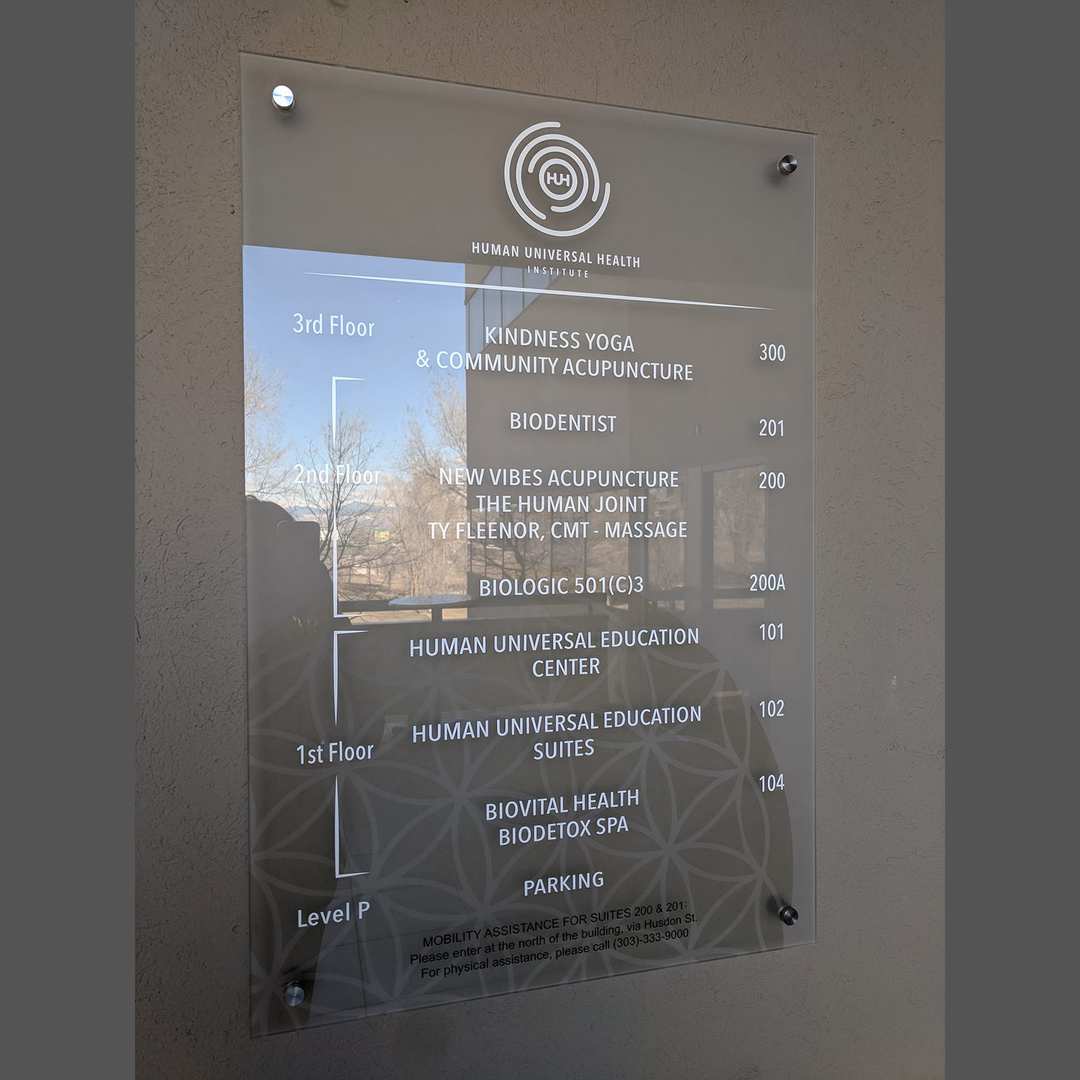 HUH
HUMAN UNIVERSAL HEALTH
INSTITUTE
3rd Floor
KINDNESS YOGA
& COMMUNITY ACUPUNCTURE
300
BIODENTIST
201
2nd Floor
NEW VIBES ACUPUNCTURE
THE HUMAN JOINT
TY FLEENOR, CMT - MASSAGE
200
BIOLOGIC 501(C)3
200A
HUMAN UNIVERSAL EDUCATION
CENTER
101
1st Floor
HUMAN UNIVERSAL EDUCATION
SUITES
102
BIOVITAL HEALTH
BIODETOX SPA
104
Level P
PARKING
MOBILITY ASSISTANCE FOR SUITES 200 & 201:
Please enter at the north of the building, via Husdon St.
For physical assistance, please call (303)-333-9000